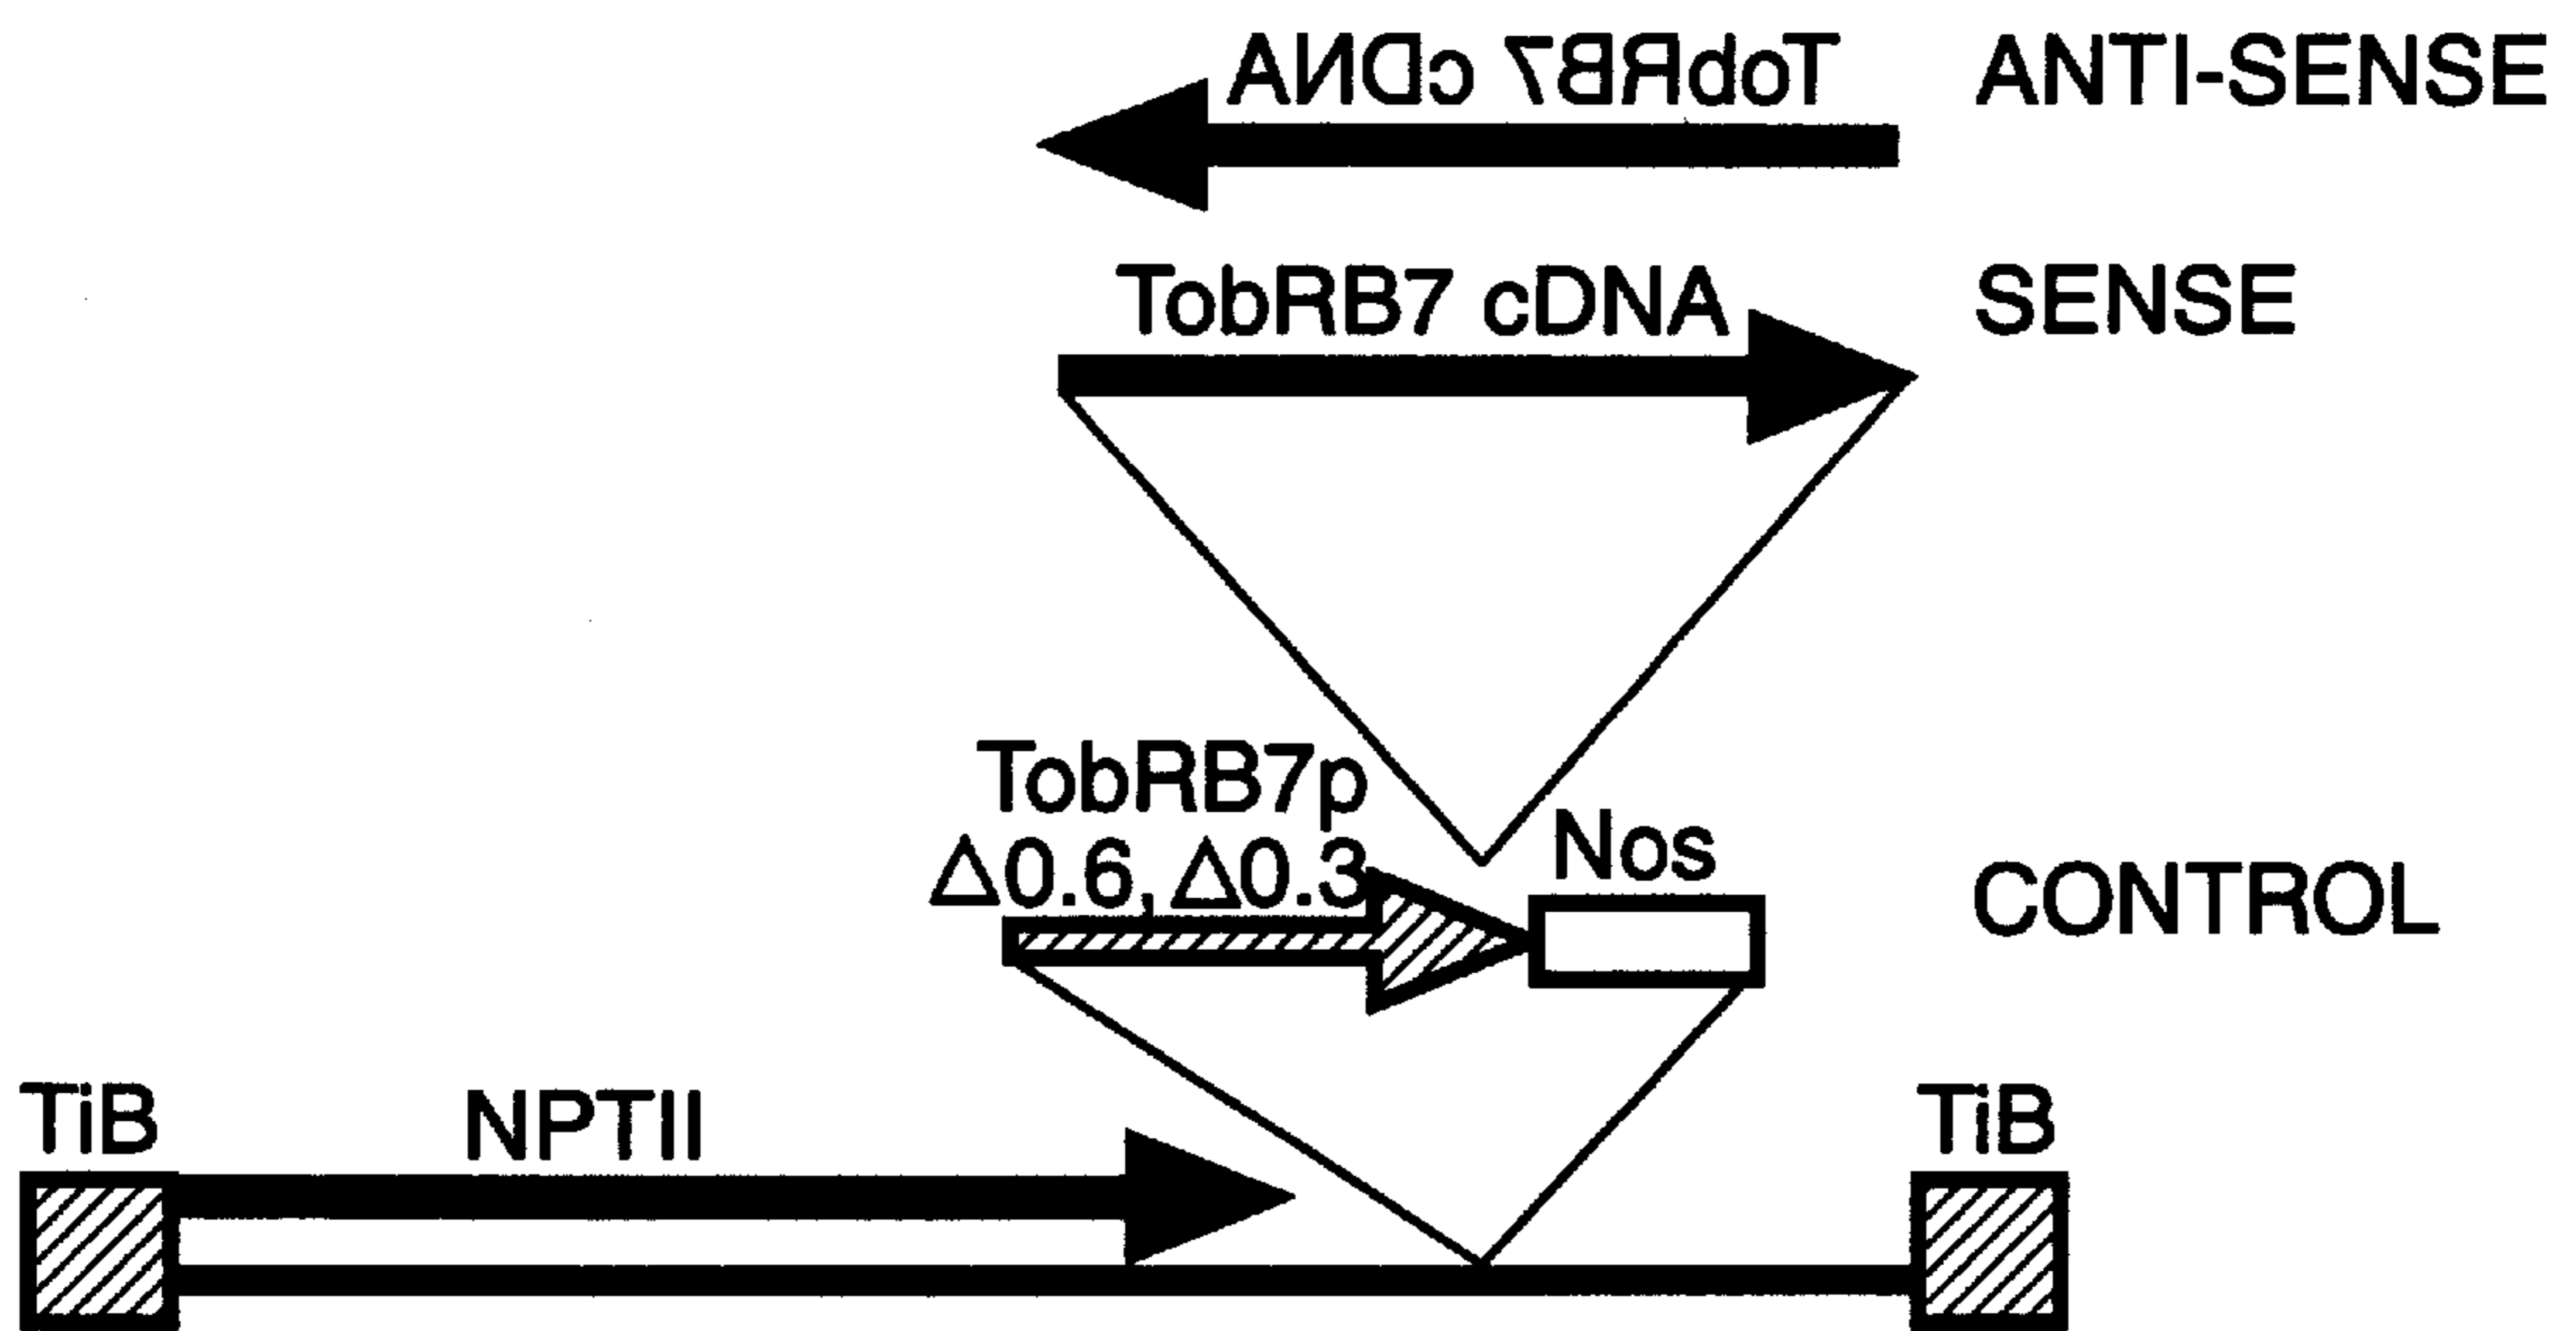 TobRB7 cDNA ANTI-SENSE
TobRB7 cDNA SENSE
TobRB7p
Δ0.6, Δ0.3
Nos
CONTROL
TiB NPTII TiB